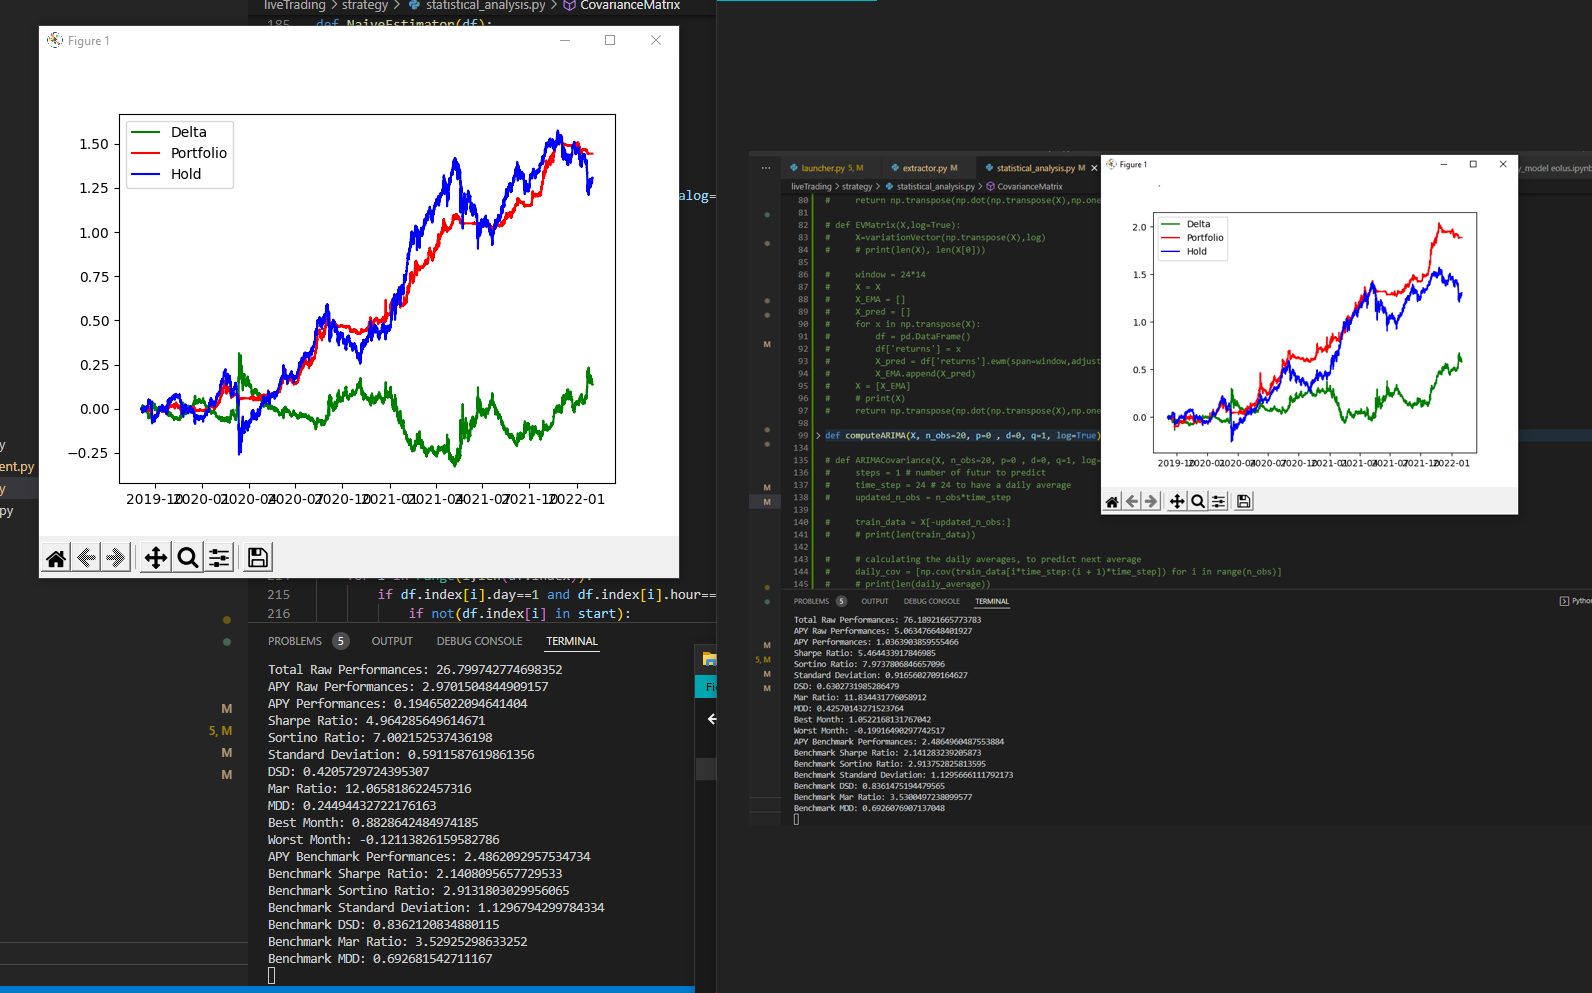 liveTrading > strategy > statistical_analysis.py > CovarianceMatrix
185 def NaiveEstimator(df):
Figure 1
Delta
Portfolio
Hold
1.50
1.25
1.00
0.75
0.50
0.25
0.00
−0.25
2019-10
2020-01
2020-04
2020-07
2020-10
2021-01
2021-04
2021-07
2021-10
2022-01
alog=
y
ent.py
y
py
215 if df.index[i].day==1 and df.index[i].hour==
216 if not(df.index[i] in start):
M
5, M
M
M
PROBLEMS 5 OUTPUT DEBUG CONSOLE TERMINAL
Total Raw Performances: 26.799742774698352
APY Raw Performances: 2.9701504844909157
APY Performances: 0.19465022094641404
Sharpe Ratio: 4.964285649614671
Sortino Ratio: 7.002152537436198
Standard Deviation: 0.5911587619861356
DSD: 0.4205729724395307
Mar Ratio: 12.065818622457316
MDD: 0.24494432722176163
Best Month: 0.8828642484974185
Worst Month: -0.12113826159582786
APY Benchmark Performances: 2.4862092957534734
Benchmark Sharpe Ratio: 2.1408095657729533
Benchmark Sortino Ratio: 2.9131803029956065
Benchmark Standard Deviation: 1.1296794299784334
Benchmark DSD: 0.8362120834880115
Benchmark Mar Ratio: 3.52925298633252
Benchmark MDD: 0.692681542711167
Fi
... launcher.py 5, M extractor.py M statistical_analysis.py M
y_model eolus.ipynb
liveTrading > strategy > statistical_analysis.py > CovarianceMatrix
80 # return np.transpose(np.dot(np.transpose(X),np.one
81
82 # def EVMatrix(X,log=True):
83 # X=variationVector(np.transpose(X),log)
84 # # print(len(X), len(X[0]))
85
86 # window = 24*14
87 # X = X
88 # X_EMA = []
89 # X_pred = []
90 # for x in np.transpose(X):
91 # df = pd.DataFrame()
92 # df['returns'] = x
93 # X_pred = df['returns'].ewm(span=window,adjust
94 # X_EMA.append(X_pred)
95 # X = [X_EMA]
96 # # print(X)
97 # return np.transpose(np.dot(np.transpose(X),np.one
98
99 > def computeARIMA(X, n_obs=20, p=0 , d=0, q=1, log=True)
134
135 # def ARIMACovariance(X, n_obs=20, p=0 , d=0, q=1, log=
136 # steps = 1 # number of futur to predict
137 # time_step = 24 # 24 to have a daily average
138 # updated_n_obs = n_obs*time_step
139
140 # train_data = X[-updated_n_obs:]
141 # # print(len(train_data))
142
143 # # calculating the daily averages, to predict next average
144 # daily_cov = [np.cov(train_data[i*time_step:(i + 1)*time_step]) for i in range(n_obs)]
145 # # print(len(daily_average))
Figure 1
Delta
Portfolio
Hold
2.0
1.5
1.0
0.5
0.0
2019-10
2020-01
2020-04
2020-07
2020-10
2021-01
2021-04
2021-07
2021-10
2022-01
M
M
M
M
5, M
M
M
PROBLEMS 5 OUTPUT DEBUG CONSOLE TERMINAL
Pythor
Total Raw Performances: 76.18921665773783
APY Raw Performances: 5.063476648401927
APY Performances: 1.0363903859555466
Sharpe Ratio: 5.464433917846985
Sortino Ratio: 7.9737806846657096
Standard Deviation: 0.9165602709164627
DSD: 0.6302731985286479
Mar Ratio: 11.834431776058912
MDD: 0.42570143271523764
Best Month: 1.0522168131767042
Worst Month: -0.19916490297742517
APY Benchmark Performances: 2.4864960487553884
Benchmark Sharpe Ratio: 2.141283239205873
Benchmark Sortino Ratio: 2.913752825813595
Benchmark Standard Deviation: 1.1295666111792173
Benchmark DSD: 0.8361475194479565
Benchmark Mar Ratio: 3.5300497238099577
Benchmark MDD: 0.6926076907137048